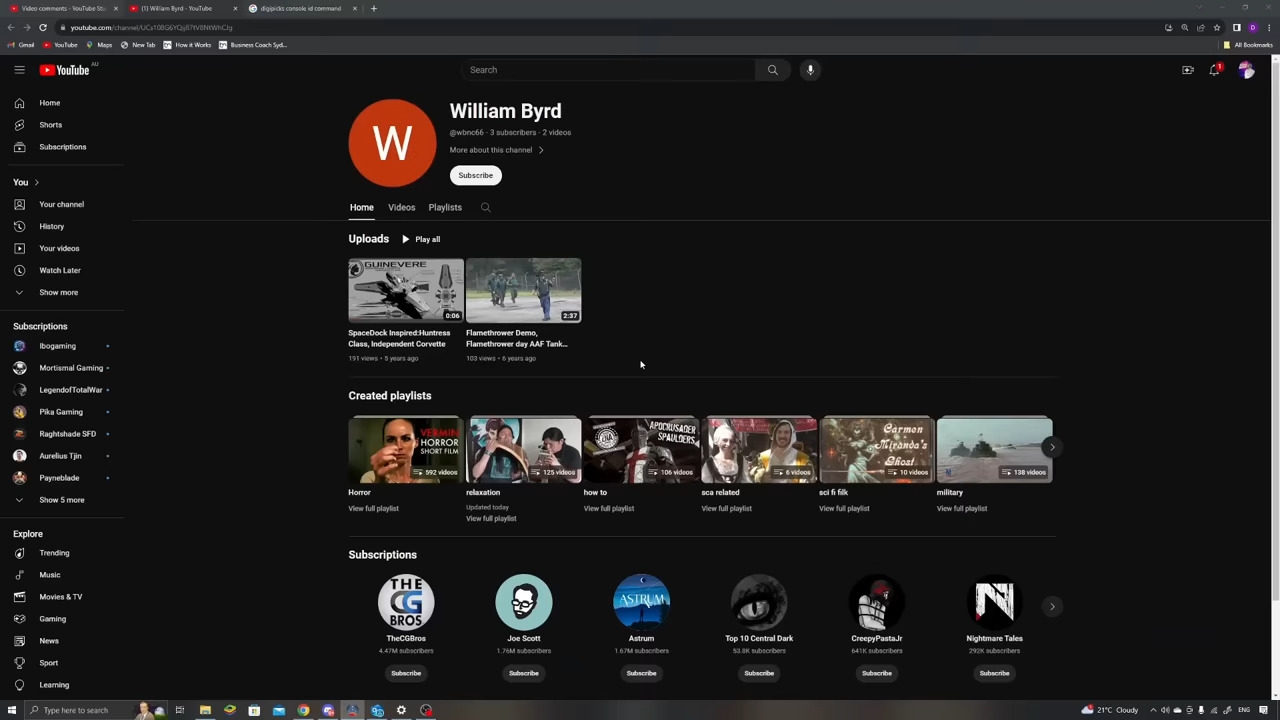 Video comments - YouTube St
(1) William Byrd - YouTube
digipicks console id command
youtube.com/channel/UCs108G6YQjj87tV8NtWhCJg
Gmail
YouTube
Maps
New Tab
How it Works
Business Coach Syd...
All Bookmarks
YouTube AU
Search
1
Home
Shorts
Subscriptions
You
Your channel
History
Your videos
Watch Later
Show more
Subscriptions
Ibogaming
Mortismal Gaming
LegendofTotalWar
Pika Gaming
Raghtshade SFD
Aurelius Tjin
Payneblade
Show 5 more
Explore
Trending
Music
Movies & TV
Gaming
News
Sport
Learning
W
William Byrd
@wbnc66 · 3 subscribers · 2 videos
More about this channel
Subscribe
Home Videos Playlists
Uploads Play all
GUINEVERE
0:06
2:37
SpaceDock Inspired:Huntress
Class, Independent Corvette
191 views • 5 years ago
Flamethrower Demo,
Flamethrower day AAF Tank...
103 views • 6 years ago
Created playlists
VERMIN
HORROR
SHORT FILM
592 videos
Horror
View full playlist
125 videos
relaxation
Updated today
View full playlist
APOCRUSADER
SPAULDERS
106 videos
how to
View full playlist
6 videos
sca related
View full playlist
Carmen
Miranda's
Ghost
10 videos
sci fi filk
View full playlist
138 videos
military
View full playlist
Subscriptions
THE
CG
BROS
TheCGBros
4.47M subscribers
Subscribe
Joe Scott
1.76M subscribers
Subscribe
ASTRUM
Astrum
1.67M subscribers
Subscribe
Top 10 Central Dark
53.8K subscribers
Subscribe
CreepyPastaJr
641K subscribers
Subscribe
N
Nightmare Tales
292K subscribers
Subscribe
Type here to search
21°C Cloudy
ENG